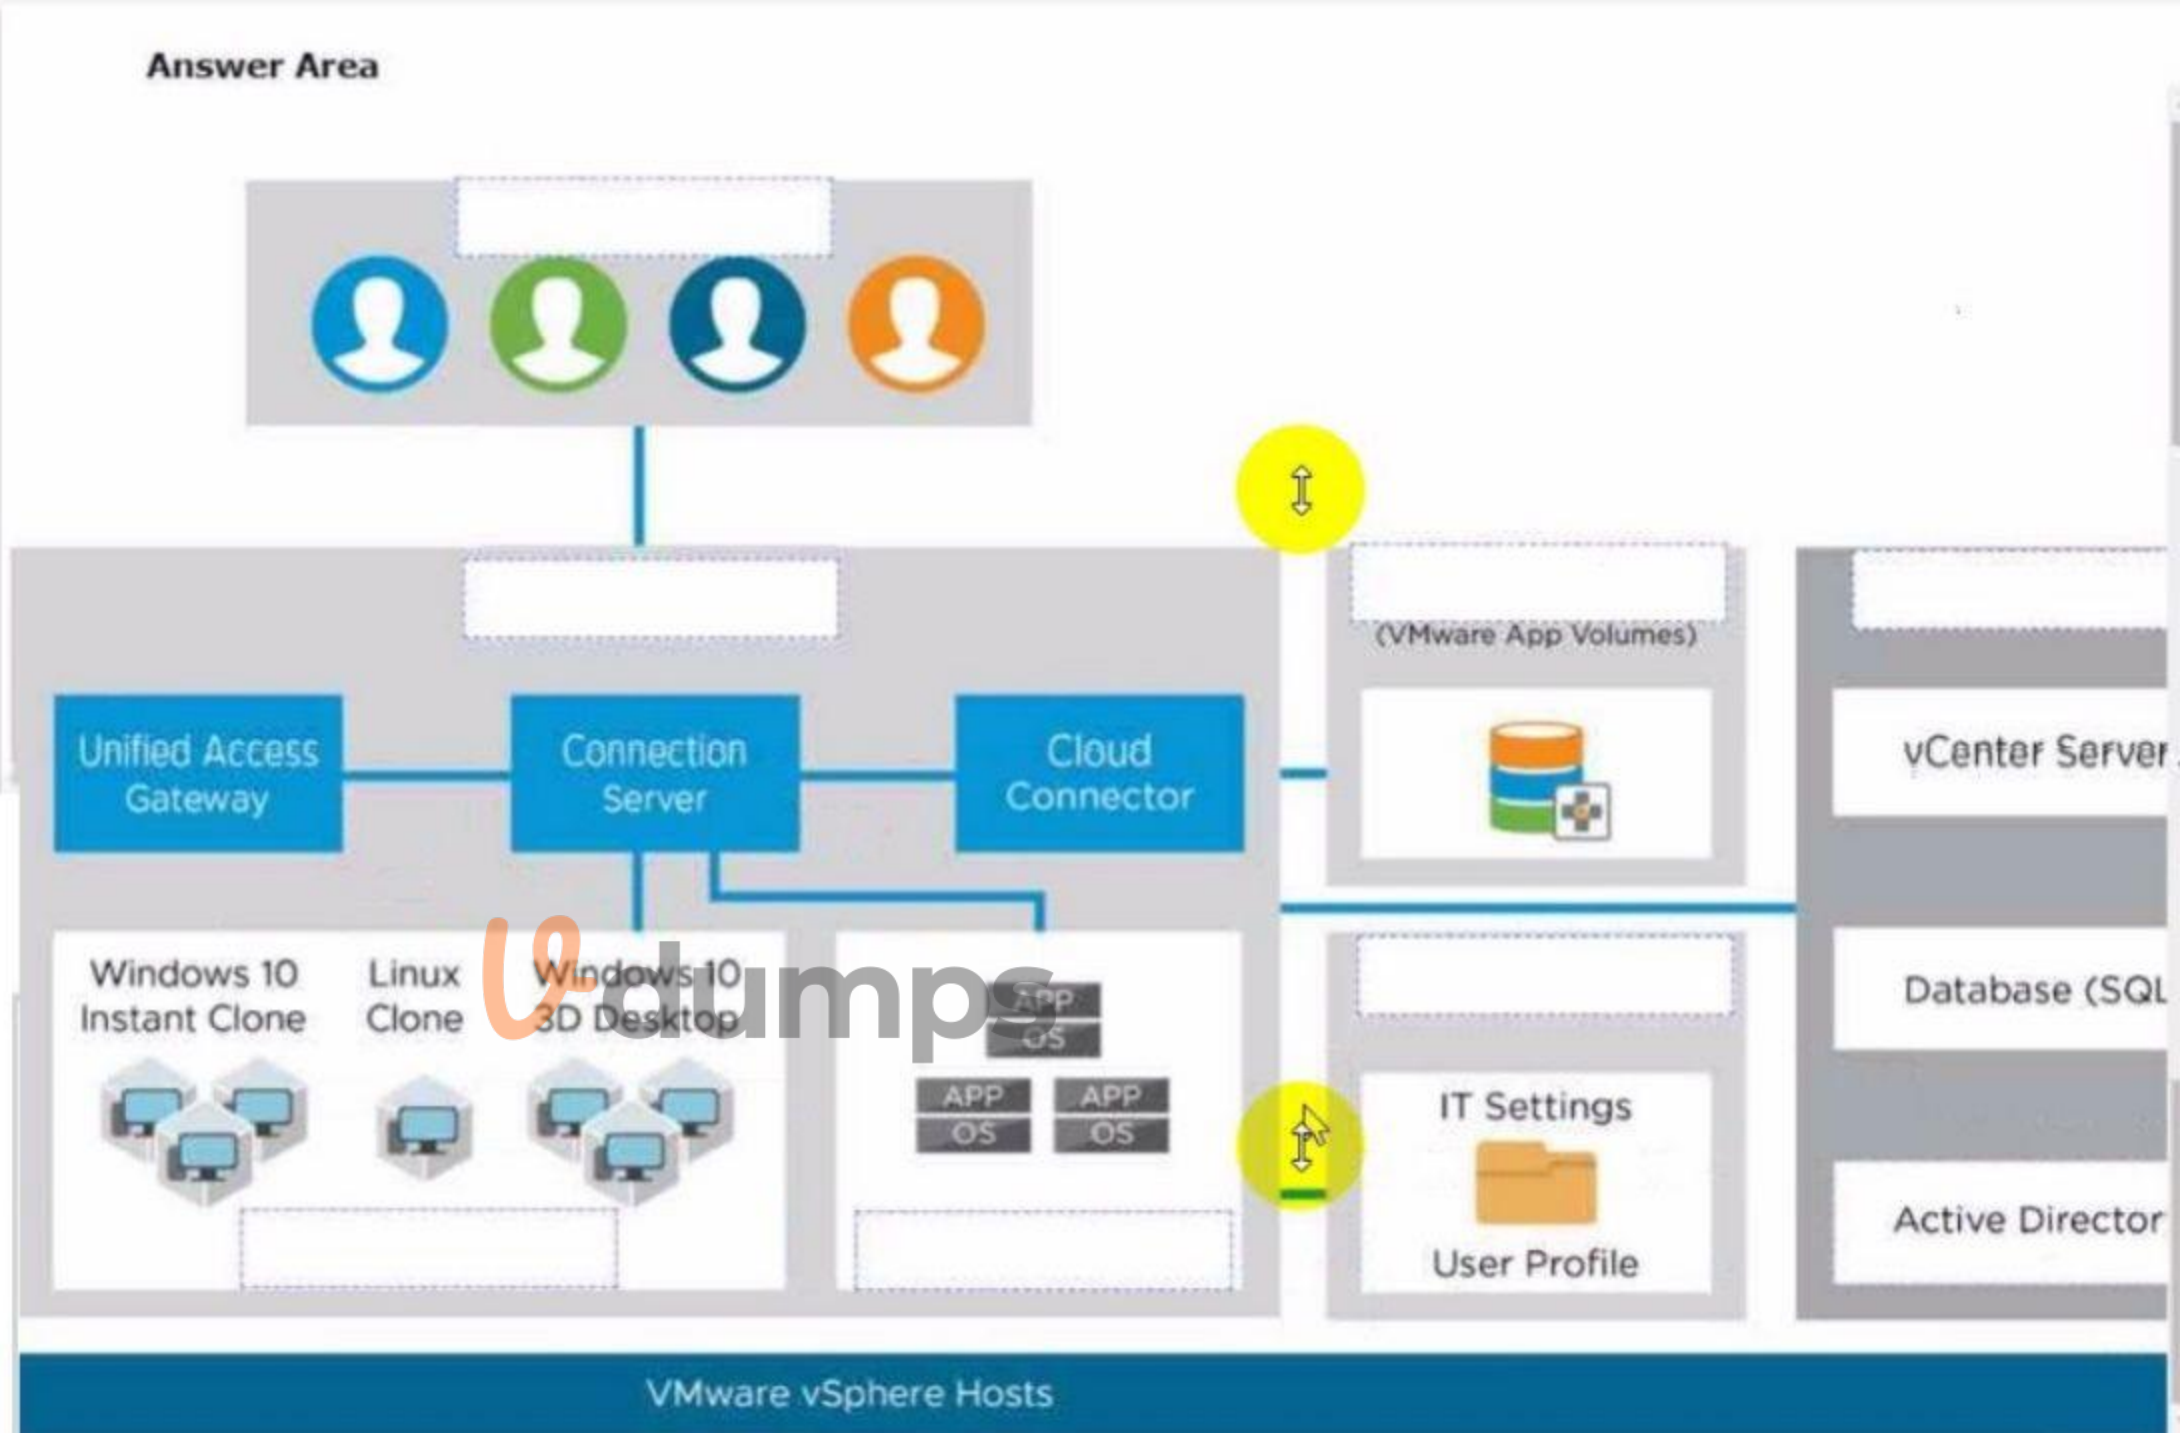 Answer Area
(VMware App Volumes)
Unified Access
Gateway
Connection
Server
Cloud
Connector
vCenter Server
Windows 10
Instant Clone
Linux
Clone
Windows 10
3D Desktop
v-dumps
APP
OS
APP
OS
APP
OS
Database (SQL
IT Settings
User Profile
Active Director
VMware vSphere Hosts